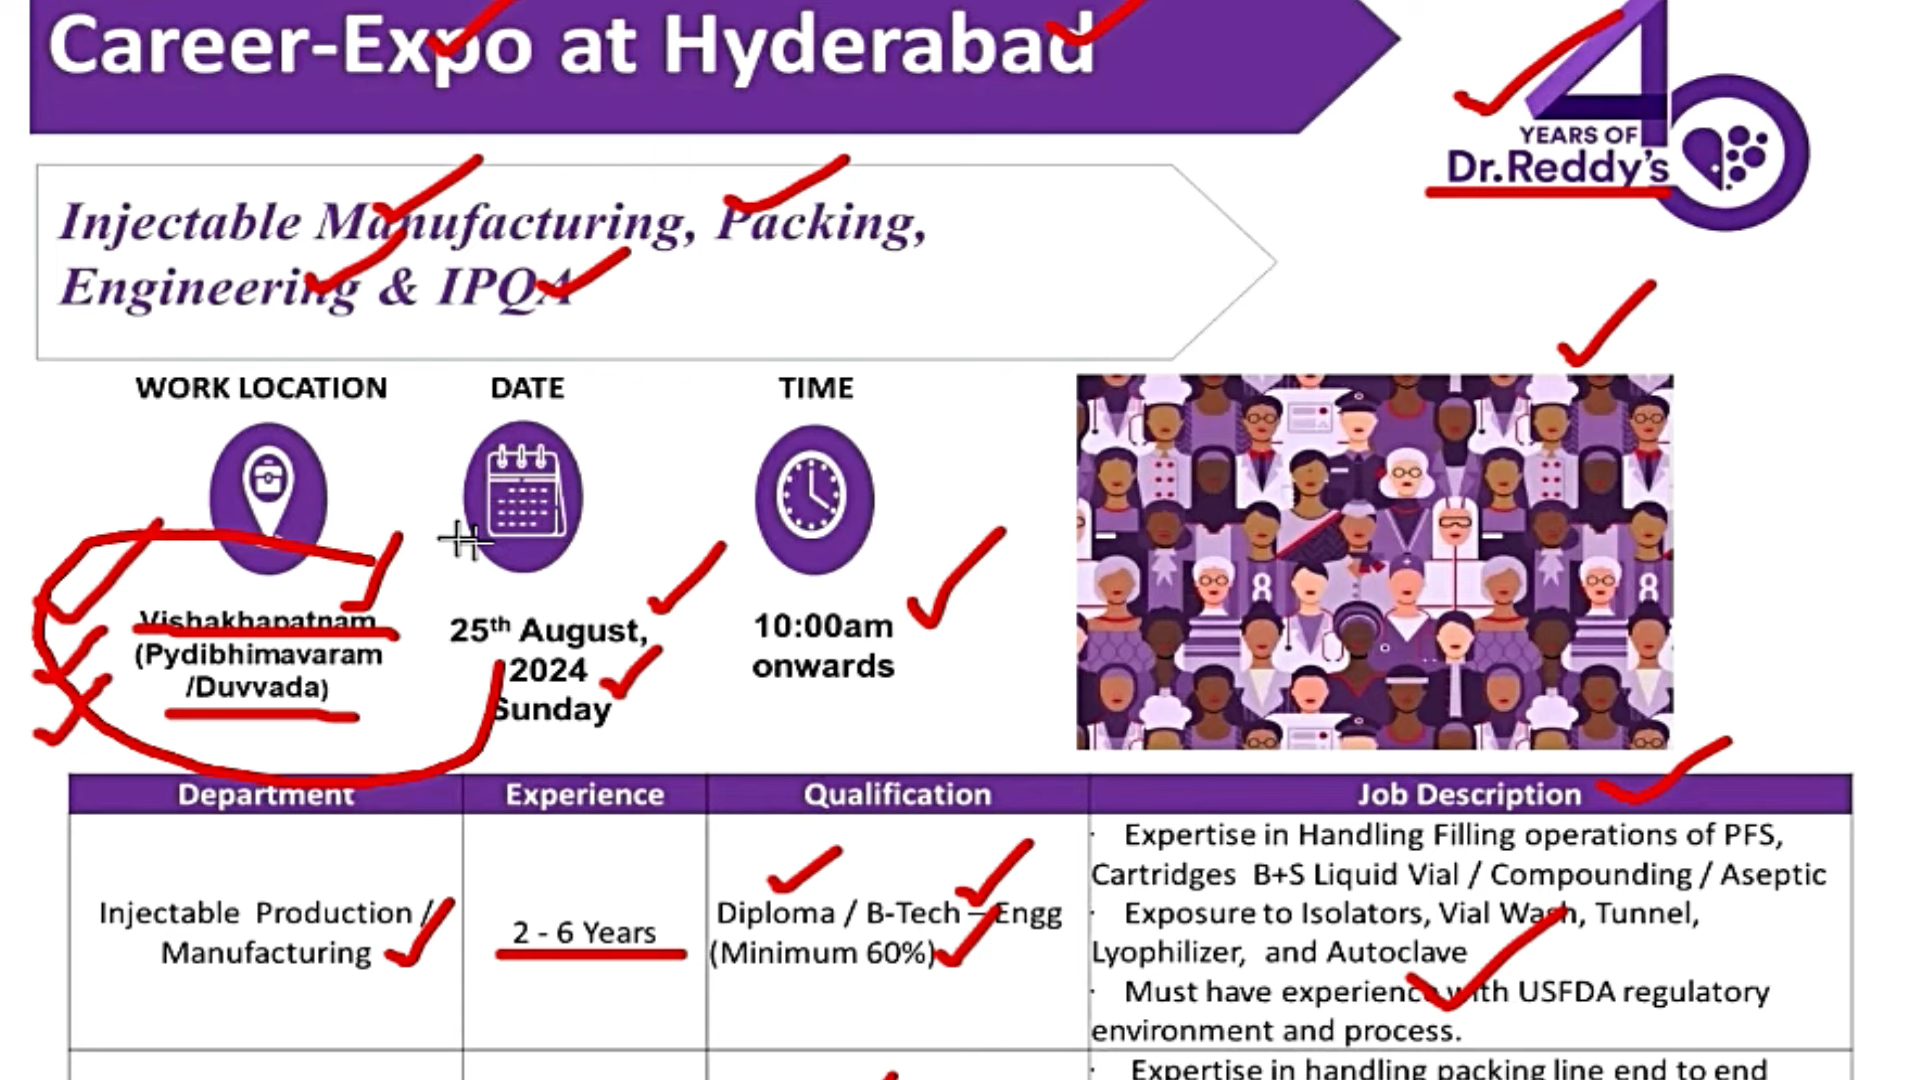 Career-Expo at Hyderabad
4
YEARS OF
Dr.Reddy's
Injectable Manufacturing, Packing,
Engineering & IPQA
WORK LOCATION
DATE
TIME
Vishakhapatnam
(Pydibhimavaram
/Duvvada)
25th August,
2024
Sunday
10:00am
onwards
8
8
Department
Experience
Qualification
Job Description
Injectable Production /
Manufacturing
2 - 6 Years
Diploma / B-Tech – Engg
(Minimum 60%)
· Expertise in Handling Filling operations of PFS,
Cartridges B+S Liquid Vial / Compounding / Aseptic
· Exposure to Isolators, Vial Wash, Tunnel,
Lyophilizer, and Autoclave
· Must have experience with USFDA regulatory
environment and process.
· Expertise in handling packing line end to end